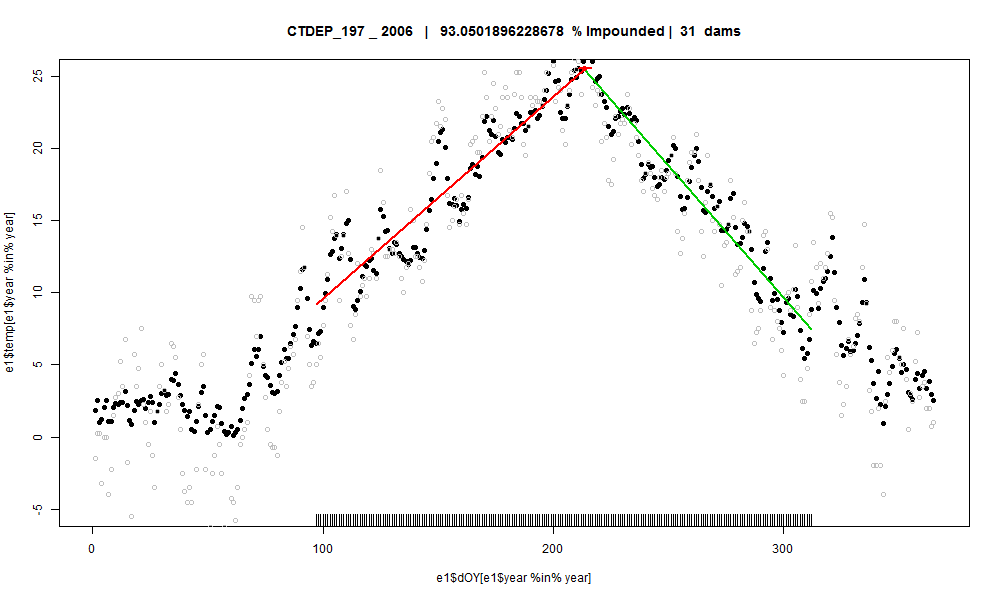 CTDEP_197 _ 2006 | 93.0501896228678 % Impounded | 31 dams
e1$temp[e1$year %in% year]
25
20
15
10
5
0
-5
0 100 200 300
e1$dOY[e1$year %in% year]